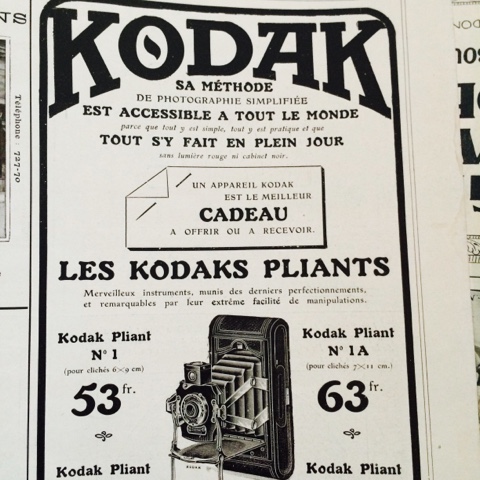 KODAK
SA MÉTHODE
DE PHOTOGRAPHIE SIMPLIFIÉE
EST ACCESSIBLE A TOUT LE MONDE
parce que tout y est simple, tout y est pratique et que
TOUT S'Y FAIT EN PLEIN JOUR
sans lumière rouge ni cabinet noir.
UN APPAREIL KODAK
EST LE MEILLEUR
CADEAU
A OFFRIR OU A RECEVOIR.
LES KODAKS PLIANTS
Merveilleux instruments, munis des derniers perfectionnements,
et remarquables par leur extrême facilité de manipulations.
Kodak Pliant
N° 1
(pour clichés 6×9 cm)
53 fr.
Kodak Pliant
N° 1A
(pour clichés 7×11 cm.)
63 fr.
Kodak Pliant
Kodak Pliant
KODAK
Téléphone : 727-70